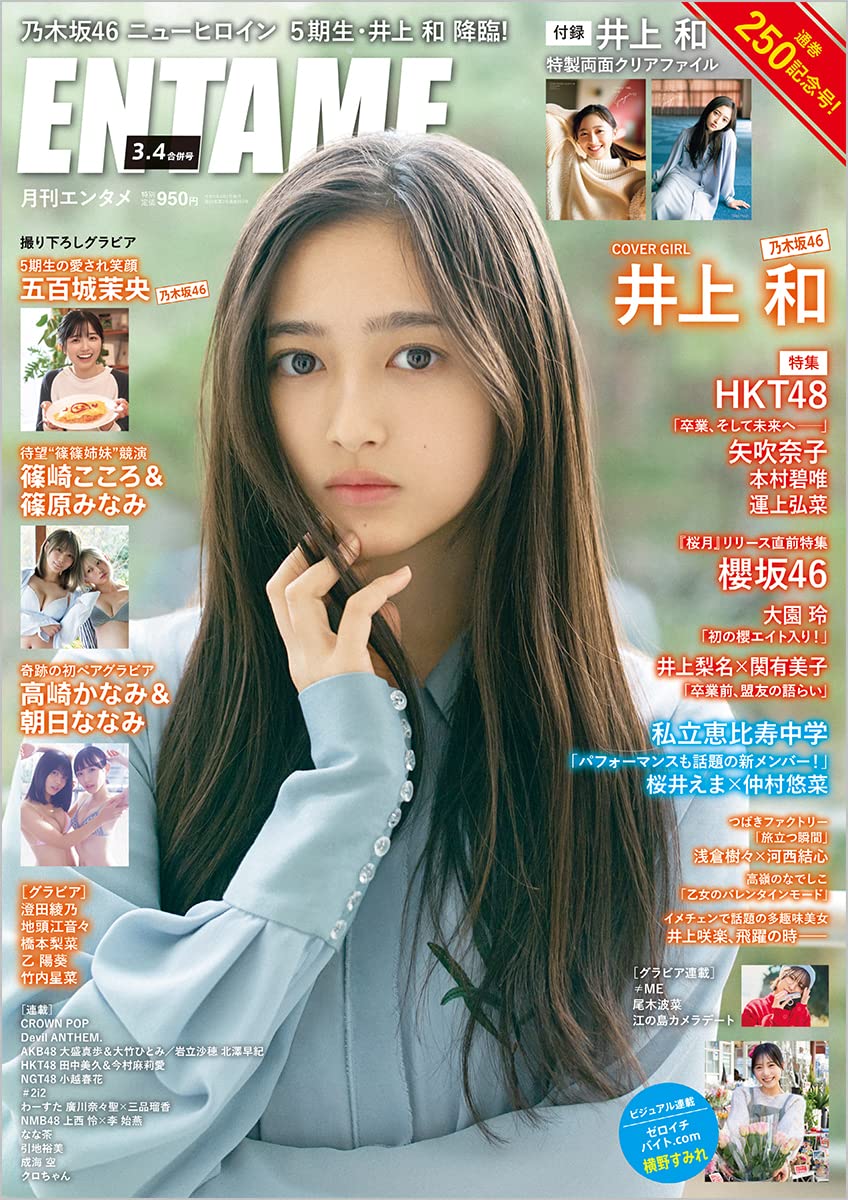 乃木坂46 ニューヒロイン 5期生・井上 和 降臨!
ENTAME
3.4合併号
月刊エンタメ
特別定価950円
付録 井上 和
特製両面クリアファイル
通巻
250記念号!
撮り下ろしグラビア
5期生の愛され笑顔
五百城茉央 乃木坂46
待望“篠篠姉妹”競演
篠崎こころ&
篠原みなみ
奇跡の初ペアグラビア
高崎かなみ&
朝日ななみ
[グラビア]
澄田綾乃
地頭江音々
橋本梨菜
乙 陽葵
竹内星菜
[連載]
CROWN POP
Devil ANTHEM.
AKB48 大盛真歩&大竹ひとみ/岩立沙穂 北澤早紀
HKT48 田中美久&今村麻莉愛
NGT48 小越春花
#2i2
わーすた 廣川奈々聖×三品瑠香
NMB48 上西 怜×李 始燕
なな茶
引地裕美
成海 空
クロちゃん
COVER GIRL
乃木坂46
井上 和
特集
HKT48
「卒業、そして未来へ――」
矢吹奈子
本村碧唯
運上弘菜
『桜月』リリース直前特集
櫻坂46
大園 玲
「初の櫻エイト入り!」
井上梨名×関有美子
「卒業前、盟友の語らい」
私立恵比寿中学
「パフォーマンスも話題の新メンバー!」
桜井えま×仲村悠菜
つばきファクトリー
「旅立つ瞬間」
浅倉樹々×河西結心
高嶺のなでしこ
「乙女のバレンタインモード」
イメチェンで話題の多趣味美女
井上咲楽、飛躍の時――
[グラビア連載]
≠ME
尾木波菜
江の島カメラデート
ビジュアル連載
ゼロイチ
バイト.com
横野すみれ